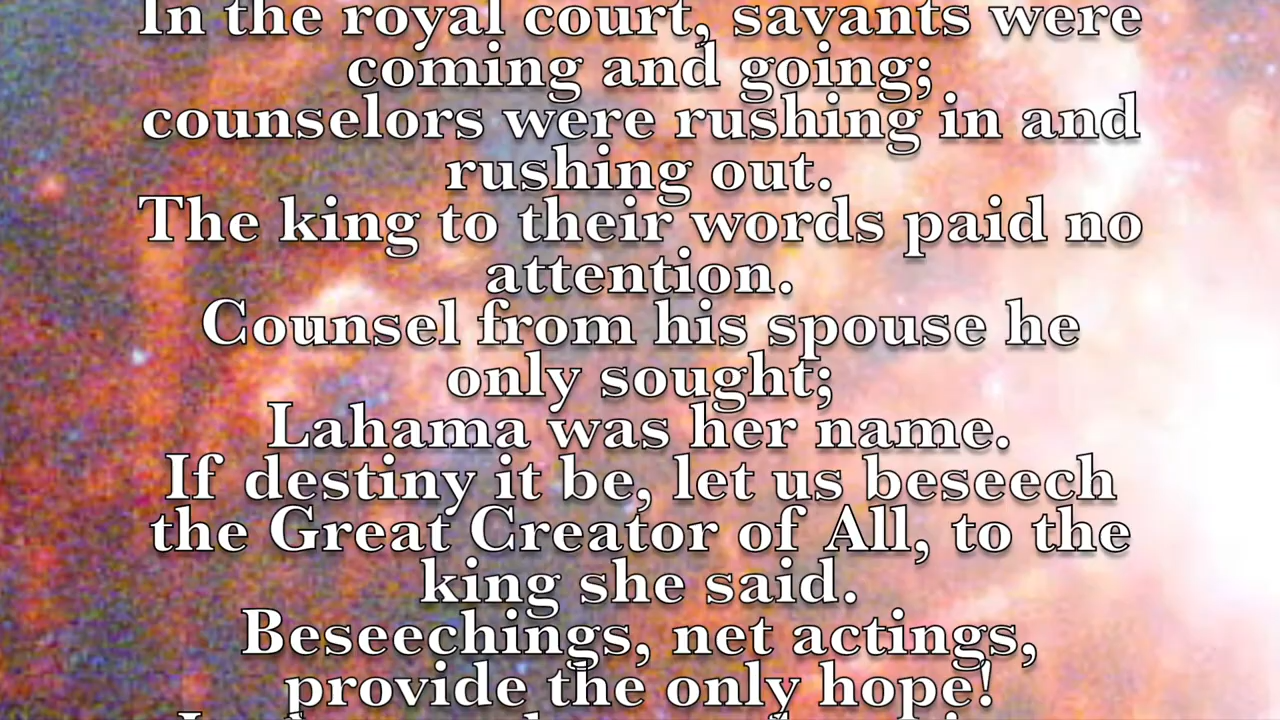 In the royal court, savants were
coming and going;
counselors were rushing in and
rushing out.
The king to their words paid no
attention.
Counsel from his spouse he
only sought;
Lahama was her name.
If destiny it be, let us beseech
the Great Creator of All, to the
king she said.
Beseechings, net actings,
provide the only hope!